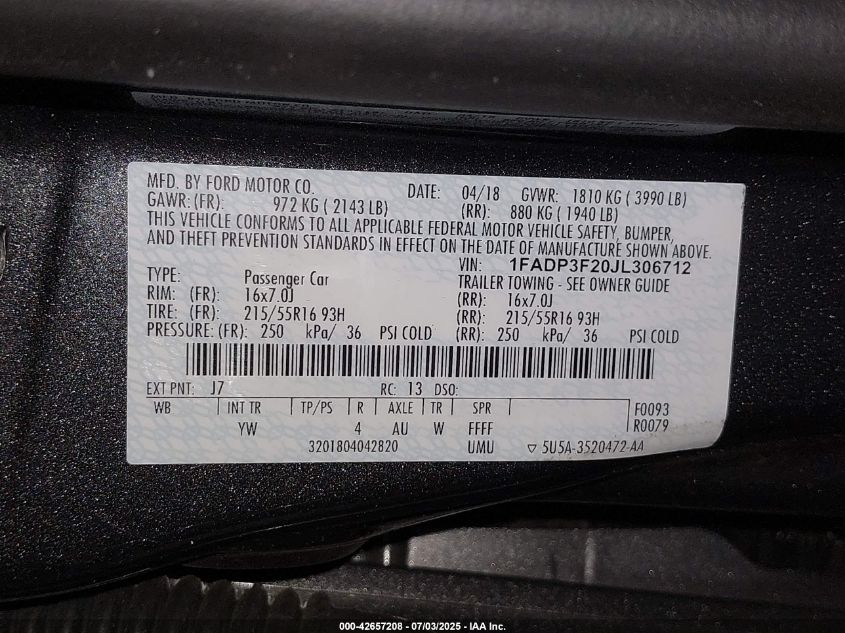 MFD. BY FORD MOTOR CO. DATE: 04/18 GVWR: 1810 KG ( 3990 LB)
GAWR:(FR): 972 KG ( 2143 LB) (RR): 880 KG ( 1940 LB)
THIS VEHICLE CONFORMS TO ALL APPLICABLE FEDERAL MOTOR VEHICLE SAFETY, BUMPER,
AND THEFT PREVENTION STANDARDS IN EFFECT ON THE DATE OF MANUFACTURE SHOWN ABOVE.
VIN: 1FADP3F20JL306712
TYPE: Passenger Car TRAILER TOWING - SEE OWNER GUIDE
RIM: (FR): 16x7.0J (RR): 16x7.0J
TIRE: (FR): 215/55R16 93H (RR): 215/55R16 93H
PRESSURE:(FR): 250 kPa/ 36 PSI COLD (RR): 250 kPa/ 36 PSI COLD
EXT PNT: J7 RC: 13 DSO:
WB INT TR TP/PS R AXLE TR SPR F0093
YW 4 AU W FFFF R0079
3201804042820 UMU ▽ 5U5A-3520472-AA
000-42657208 - 07/03/2025 - IAA Inc.